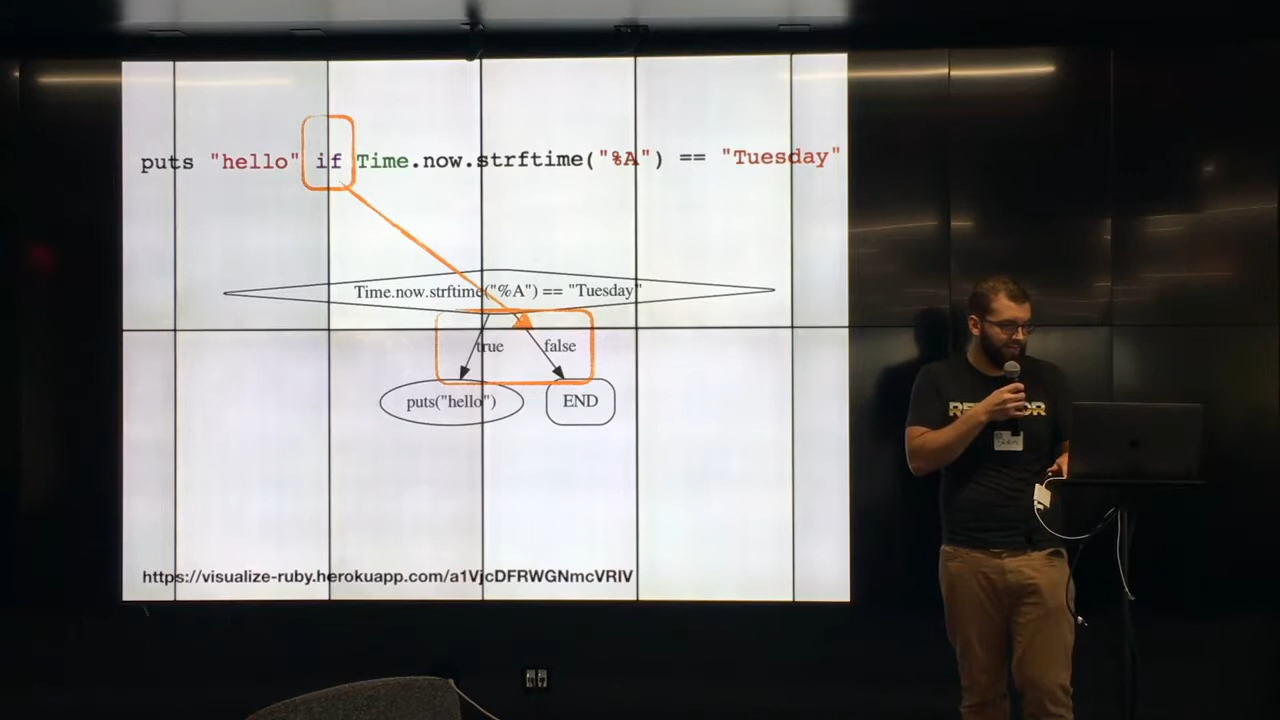 puts "hello" if Time.now.strftime("%A") == "Tuesday"
Time.now.strftime("%A") == "Tuesday"
true false
puts("hello") END
https://visualize-ruby.herokuapp.com/a1VjcDFRWGNmcVRIV